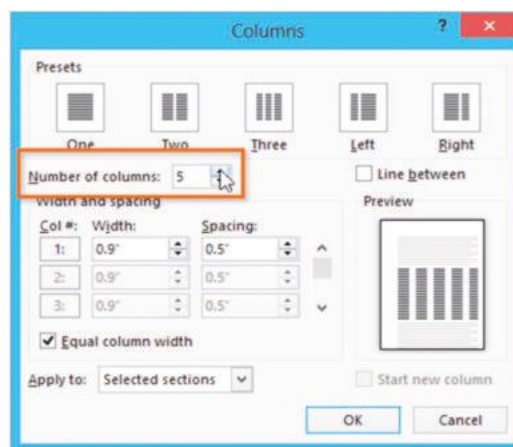 Columns ?
Presets
One Two Three Left Right
Number of columns: 5
Line between
Width and spacing
Preview
Col #: Width: Spacing:
1: 0.9" 0.5"
2: 0.9" 0.5"
3: 0.9" 0.5"
Equal column width
Apply to: Selected sections
Start new column
OK Cancel